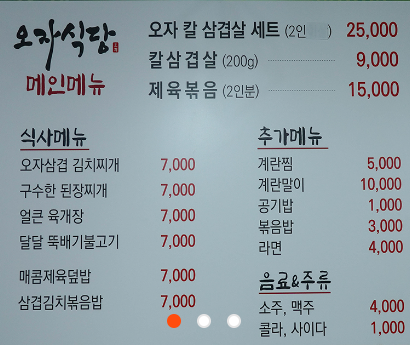 오자식당
메인메뉴
오자 칼 삼겹살 세트 (2인 25,000
칼삼겹살 (200g) 9,000
제육볶음 (2인분) 15,000
식사메뉴
오자삼겹 김치찌개 7,000
구수한 된장찌개 7,000
얼큰 육개장 7,000
달달 뚝배기불고기 7,000
매콤제육덮밥 7,000
삼겹김치볶음밥 7,000
추가메뉴
계란찜 5,000
계란말이 10,000
공기밥 1,000
볶음밥 3,000
라면 4,000
음료&주류
소주, 맥주 4,000
콜라, 사이다 1,000